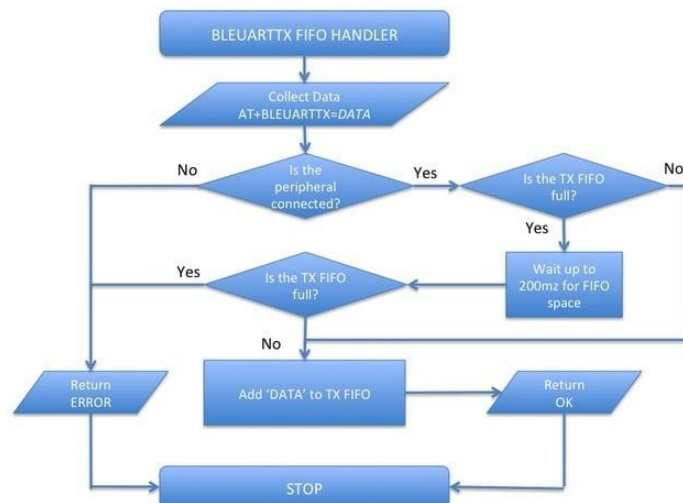 BLEUARTTX FIFO HANDLER
Collect Data
AT+BLEUARTTX=DATA
No
Is the
peripheral
connected?
Yes
Is the TX FIFO
full?
No
Yes
Yes
Is the TX FIFO
full?
Wait up to
200mz for FIFO
space
No
Return
ERROR
Add 'DATA' to TX FIFO
Return
OK
STOP